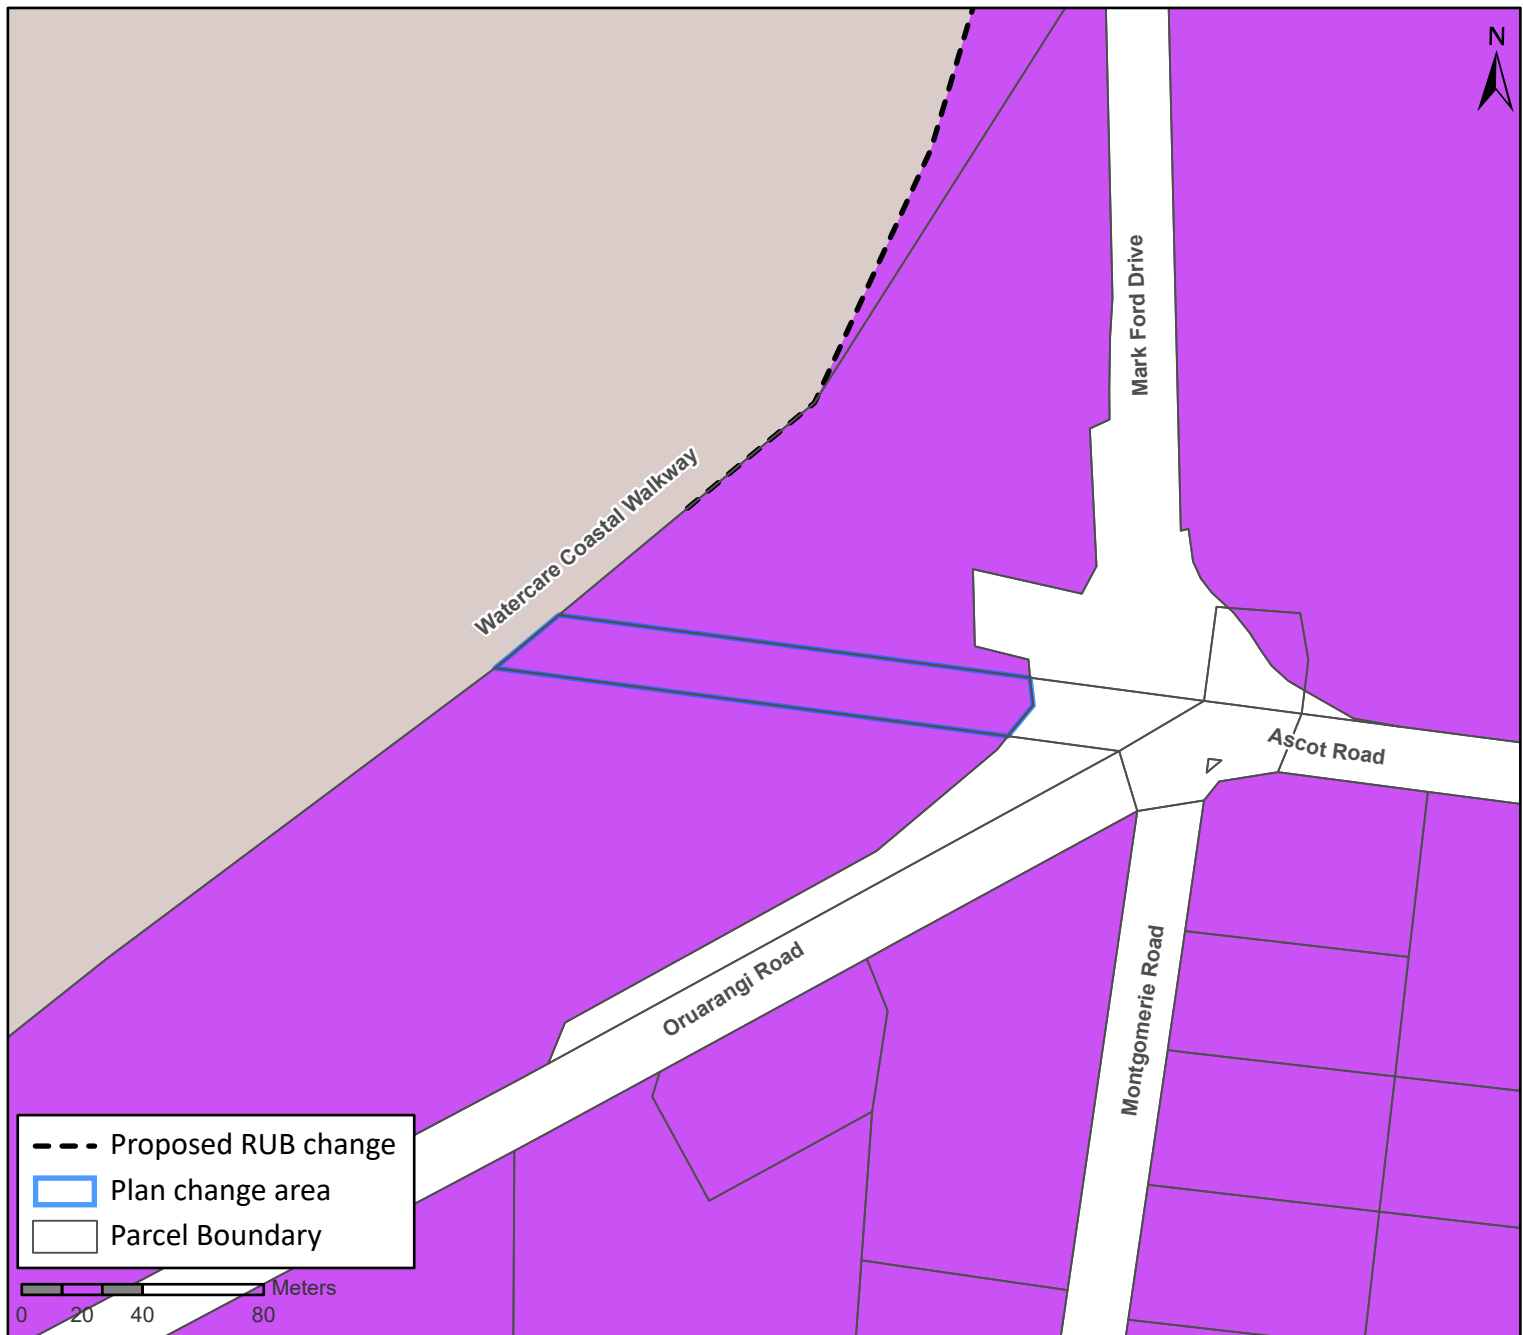 N
Mark Ford Drive
Watercare Coastal Walkway
Ascot Road
Oruarangi Road
Montgomerie Road
Proposed RUB change
Plan change area
Parcel Boundary
Meters
0 20 40 80